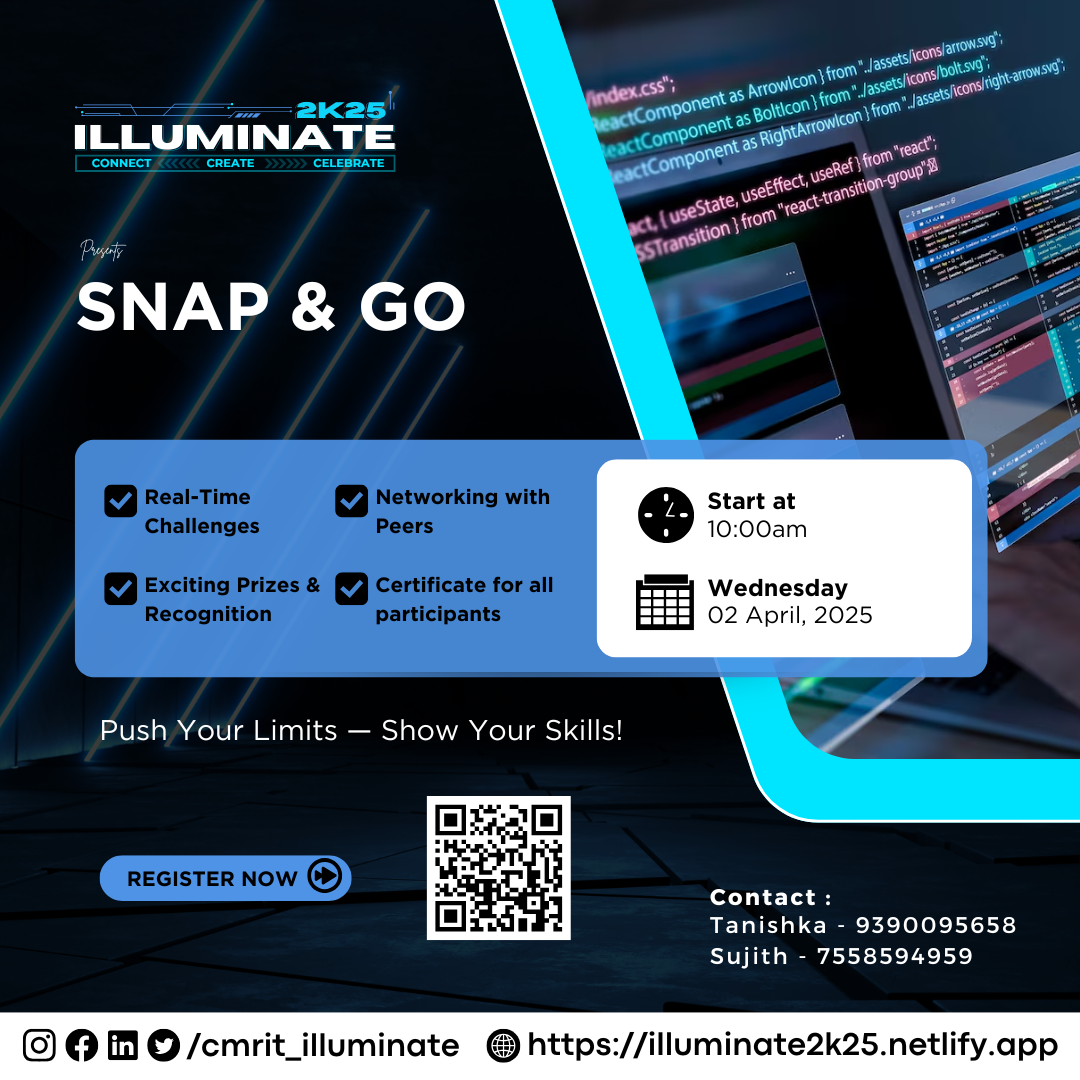 2K25
ILLUMINATE
CONNECT <<<<< CREATE >>>>> CELEBRATE
Presents
SNAP & GO
/index.css";
ReactComponent as ArrowIcon } from "../assets/icons/arrow.svg";
ReactComponent as BoltIcon } from "../assets/icons/bolt.svg";
ReactComponent as RightArrowIcon } from "../assets/icons/right-arrow.svg";
act, { useState, useEffect, useRef } from "react";
SSTransition } from "react-transition-group";
Real-Time
Challenges
Networking with
Peers
Exciting Prizes &
Recognition
Certificate for all
participants
Start at
10:00am
Wednesday
02 April, 2025
Push Your Limits — Show Your Skills!
REGISTER NOW
Contact :
Tanishka - 9390095658
Sujith - 7558594959
/cmrit_illuminate
https://illuminate2k25.netlify.app